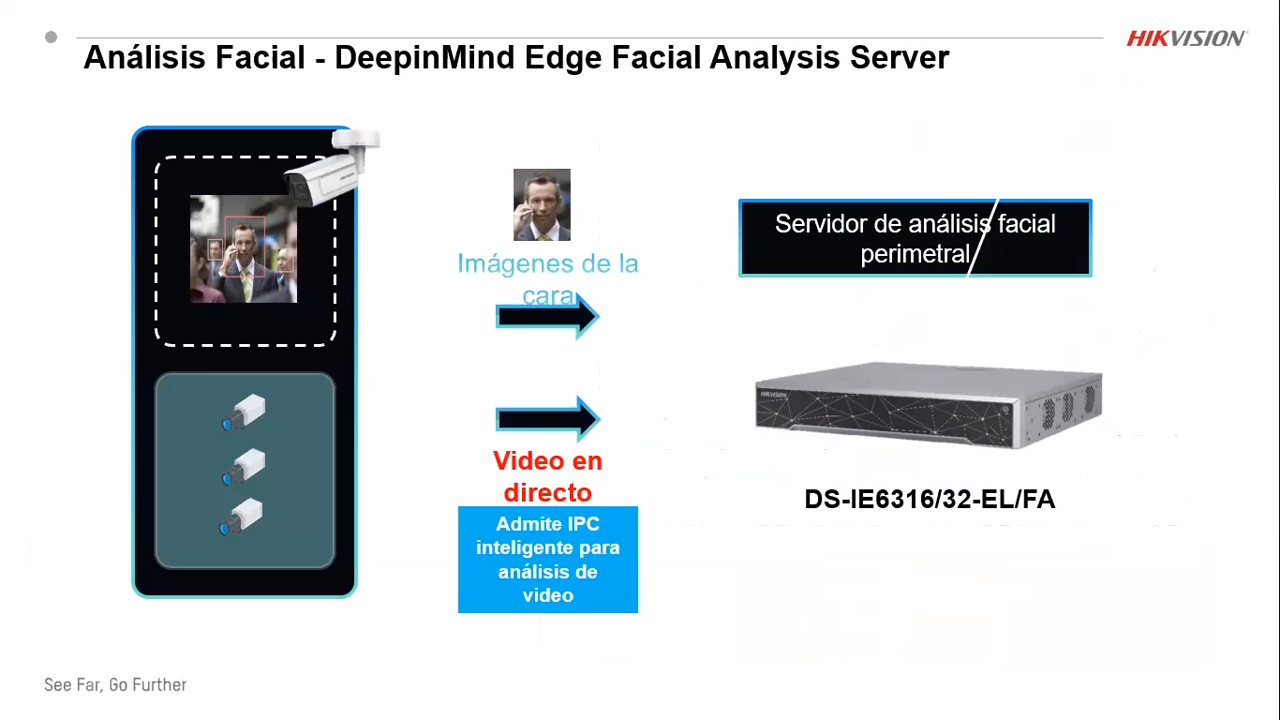 HIKVISION
Análisis Facial - DeepinMind Edge Facial Analysis Server
Imágenes de la
cara
Servidor de análisis facial
perimetral
HIKVISION
Video en
directo
DS-IE6316/32-EL/FA
Admite IPC
inteligente para
análisis de
video
See Far, Go Further